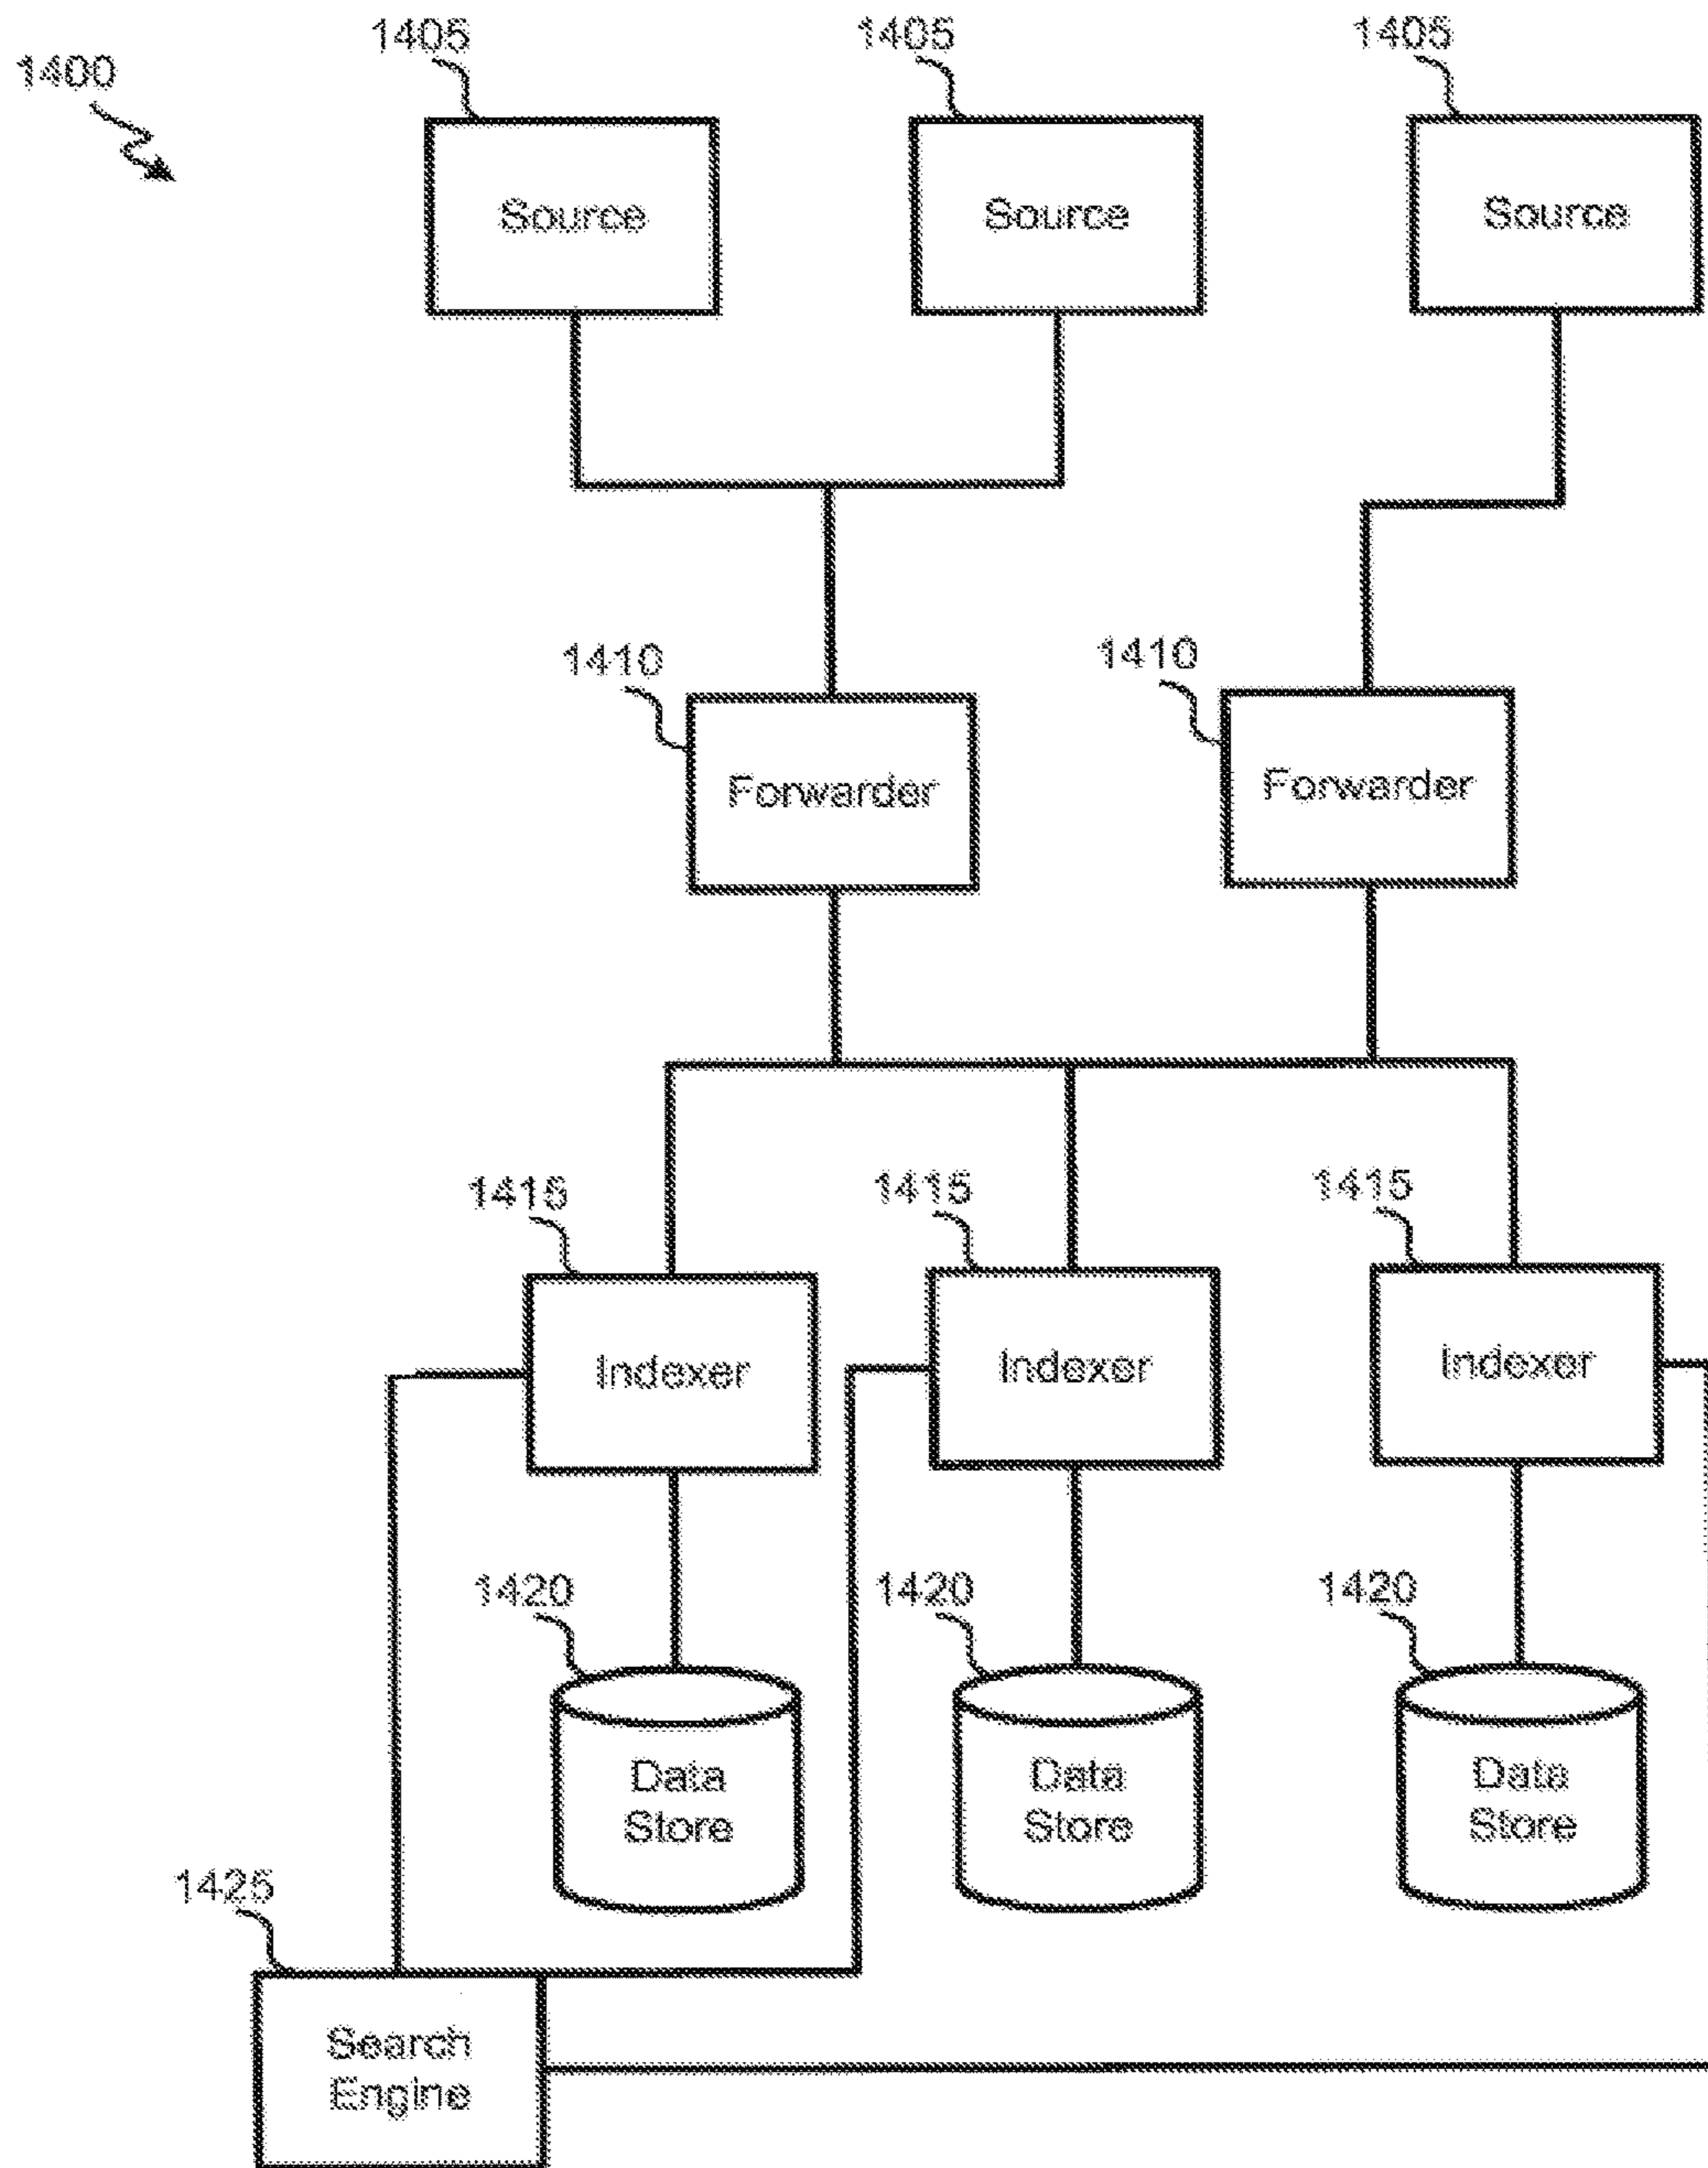 1400
1405
1405
1405
Source
Source
Source
1410
1410
Forwarder
Forwarder
1415
1415
1415
Indexer
Indexer
Indexer
1420
1420
1420
Data
Store
Data
Store
Data
Store
1425
Search
Engine